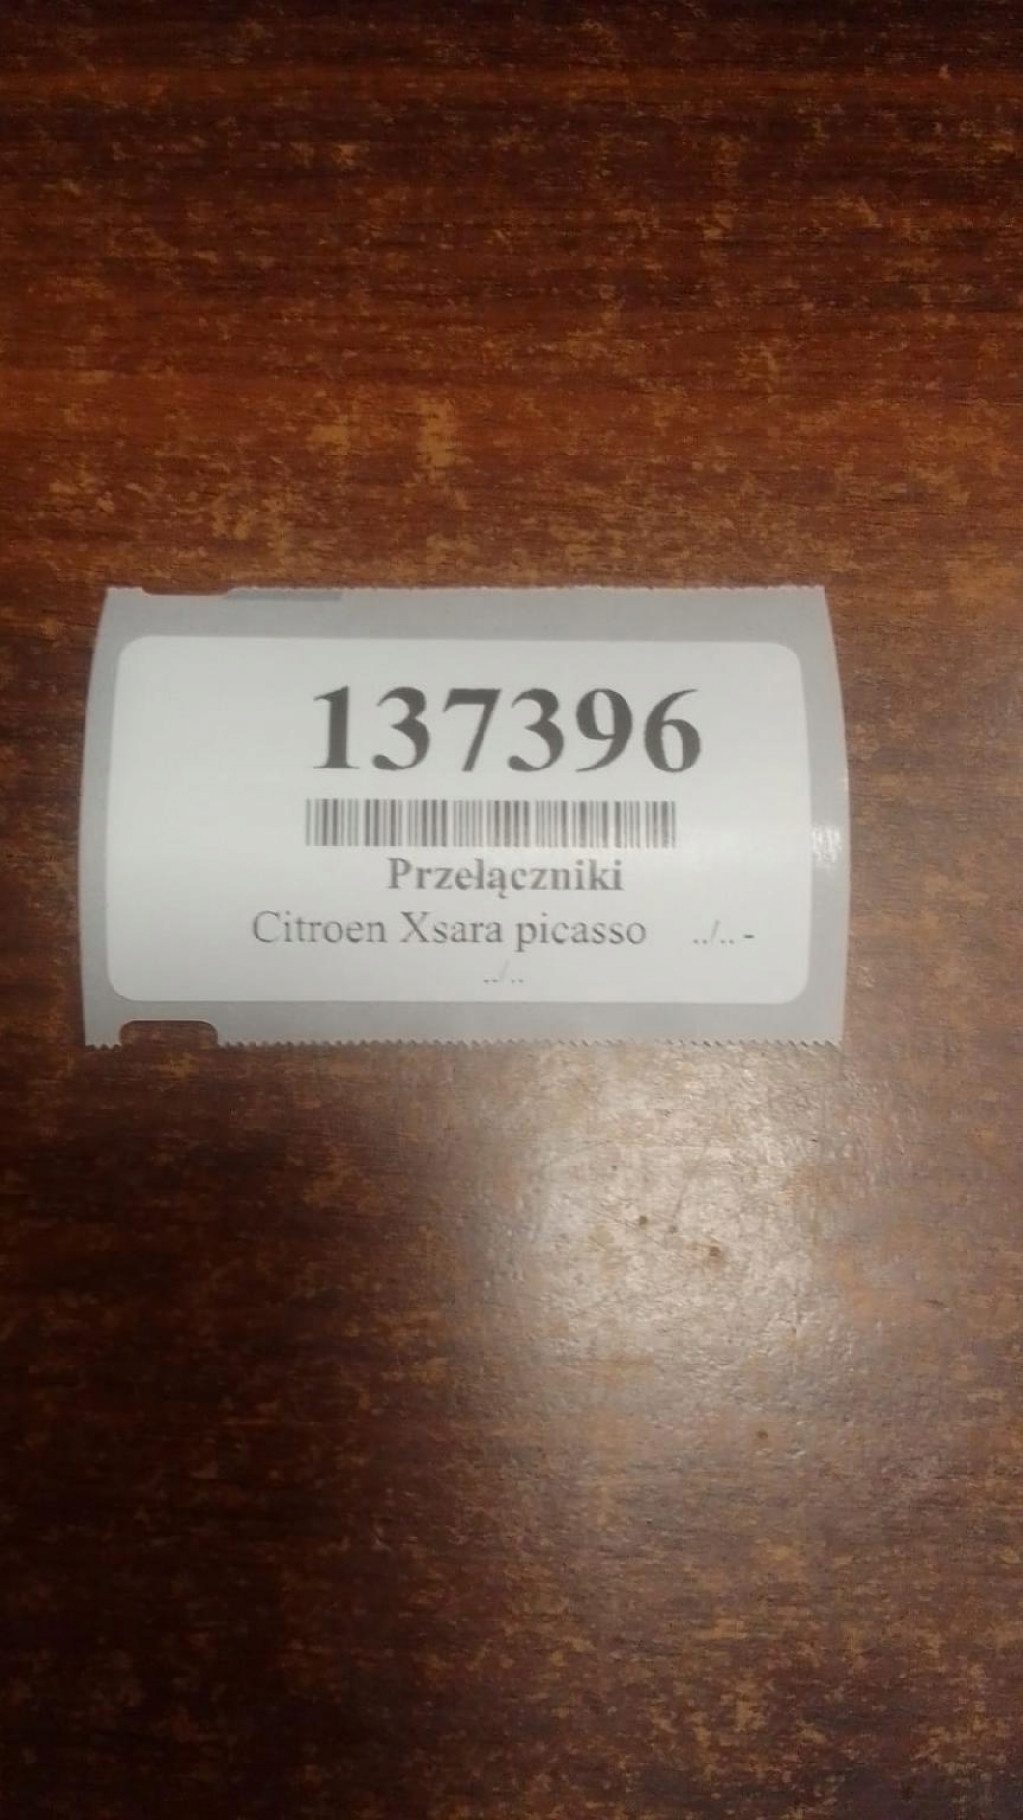 137396
Przełączniki
Citroen Xsara picasso ../.. -
../..